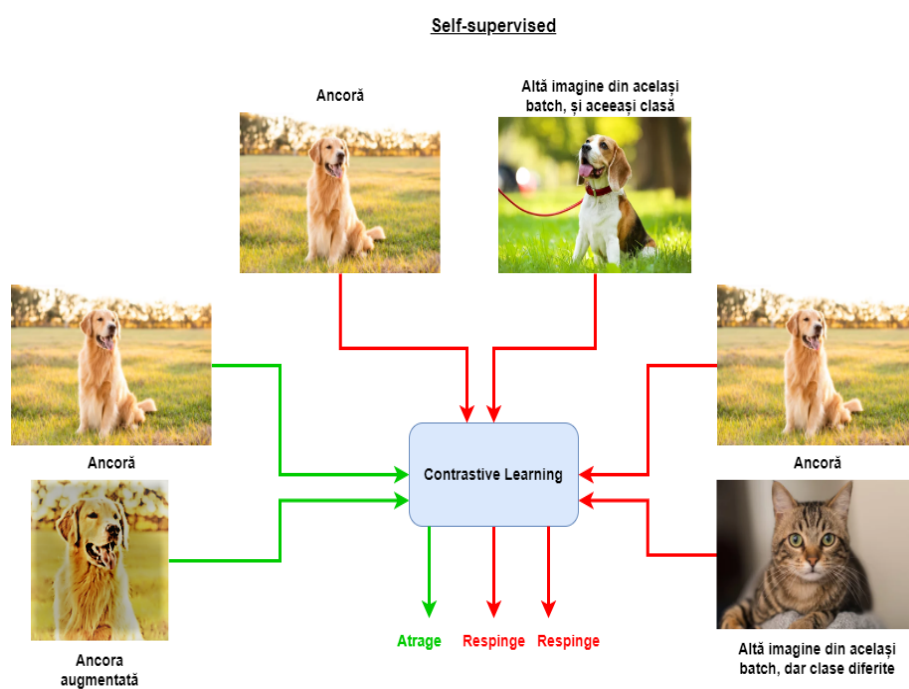 Self-supervised
Ancoră
Altă imagine din același
batch, și aceeași clasă
Ancoră
Ancoră
Contrastive Learning
Ancora
augmentată
Atrage
Respinge
Respinge
Altă imagine din același
batch, dar clase diferite